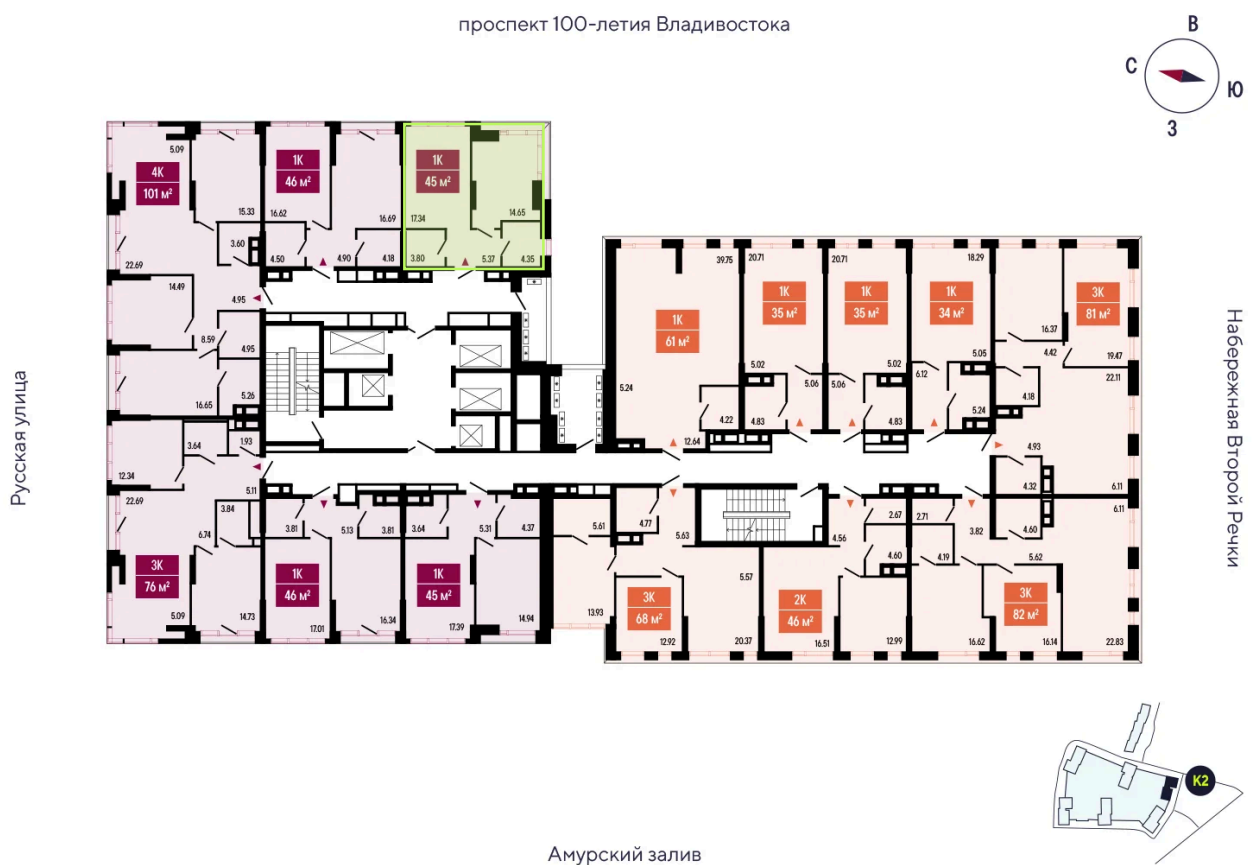 проспект 100-летия Владивостока
В
С
Ю
З
5.09
4К
101 м²
15.33
3.60
22.69
14.49
4.95
8.59
4.95
16.65
5.26
1К
46 м²
16.62
16.69
4.50
4.90
4.18
1К
45 м²
17.34
14.65
3.80
5.37
4.35
39.75
1К
61 м²
5.24
4.22
12.64
20.71
1К
35 м²
5.02
5.06
4.83
20.71
1К
35 м²
5.02
5.06
4.83
18.29
1К
34 м²
5.05
6.12
5.24
3К
81 м²
16.37
4.42
19.47
22.11
4.18
4.93
4.32
6.11
Русская улица
Набережная Второй Речки
3.64
1.93
12.34
5.11
22.69
3.84
6.74
3К
76 м²
5.09
14.73
3.81
5.13
3.81
1К
46 м²
17.01
16.34
3.64
5.31
4.37
1К
45 м²
17.39
14.94
5.61
4.77
5.63
5.57
13.93
3К
68 м²
12.92
20.37
2.67
4.56
4.60
2К
46 м²
16.51
12.99
2.71
3.82
4.60
6.11
4.19
5.62
3К
82 м²
16.62
16.14
22.83
К2
Амурский залив